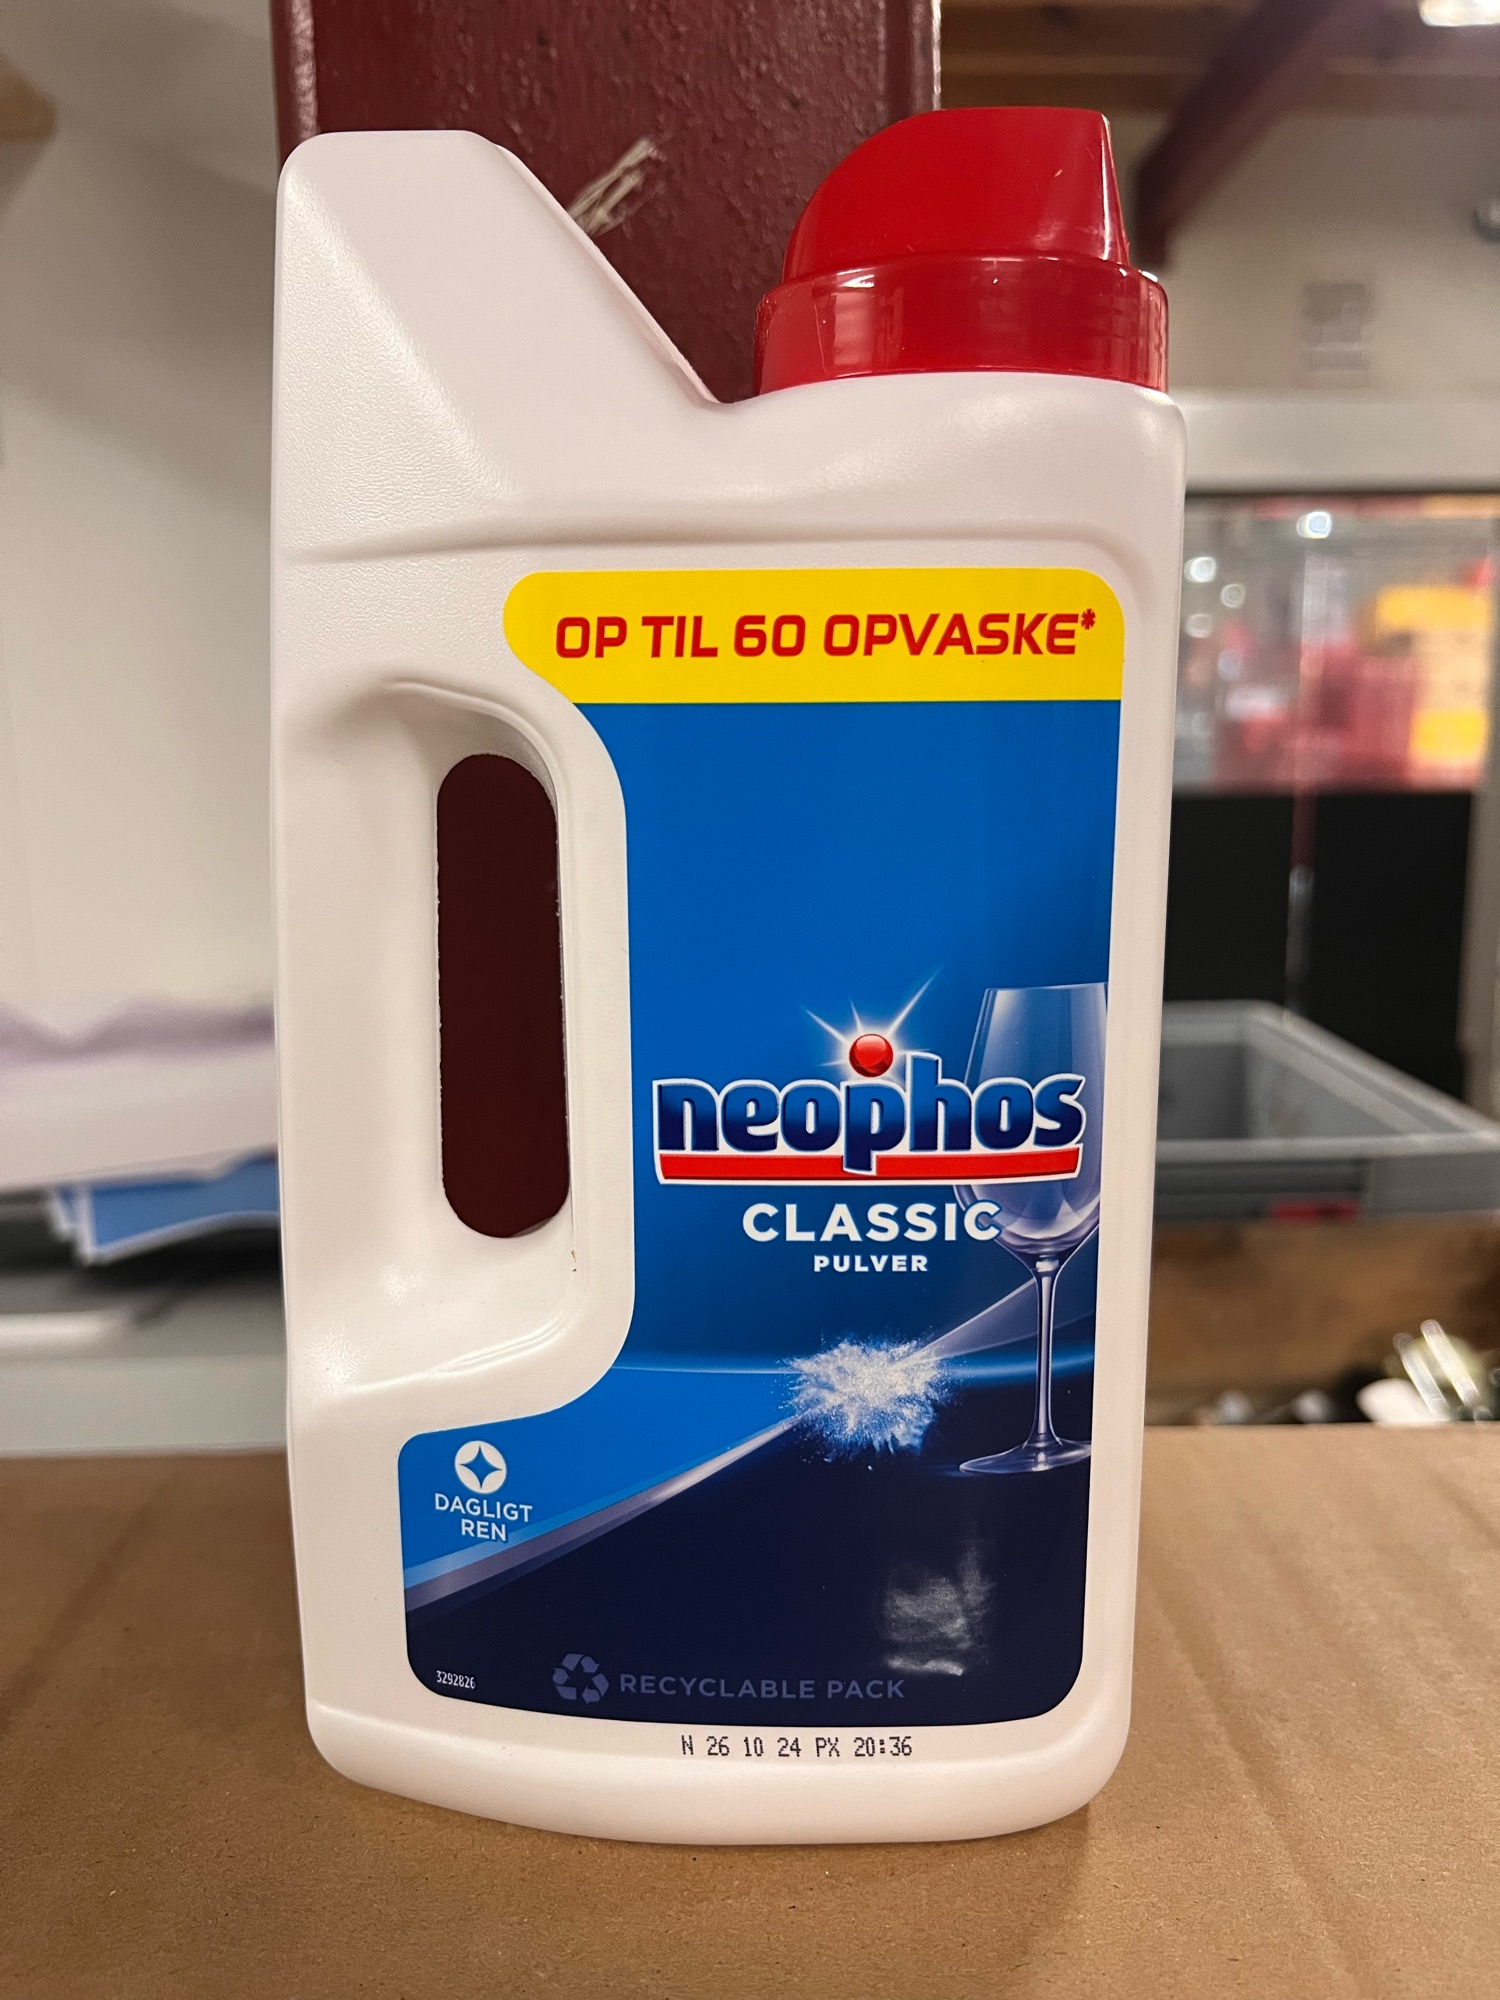 OP TIL 60 OPVASKE*
neophos
CLASSIC
PULVER
DAGLIGT
REN
3292826
RECYCLABLE PACK
N 26 10 24 PX 20:36